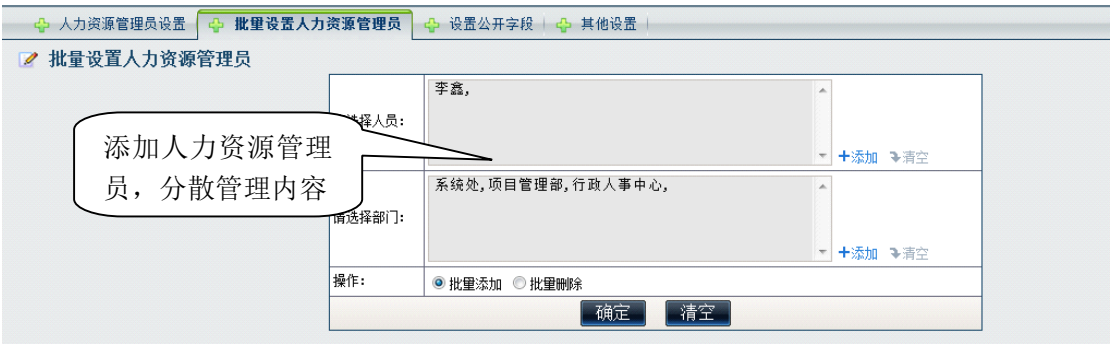 人力资源管理员设置 批量设置人力资源管理员 设置公开字段 其他设置
批量设置人力资源管理员
李鑫,
选择人员:
添加 清空
添加人力资源管理
员，分散管理内容
系统处,项目管理部,行政人事中心,
请选择部门:
添加 清空
操作: 批量添加 批量删除
确定 清空